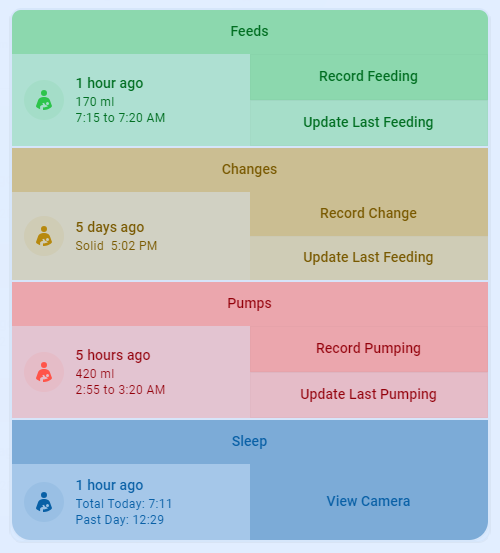 Feeds
1 hour ago
170 ml
7:15 to 7:20 AM
Record Feeding
Update Last Feeding
Changes
5 days ago
Solid 5:02 PM
Record Change
Update Last Feeding
Pumps
5 hours ago
420 ml
2:55 to 3:20 AM
Record Pumping
Update Last Pumping
Sleep
1 hour ago
Total Today: 7:11
Past Day: 12:29
View Camera